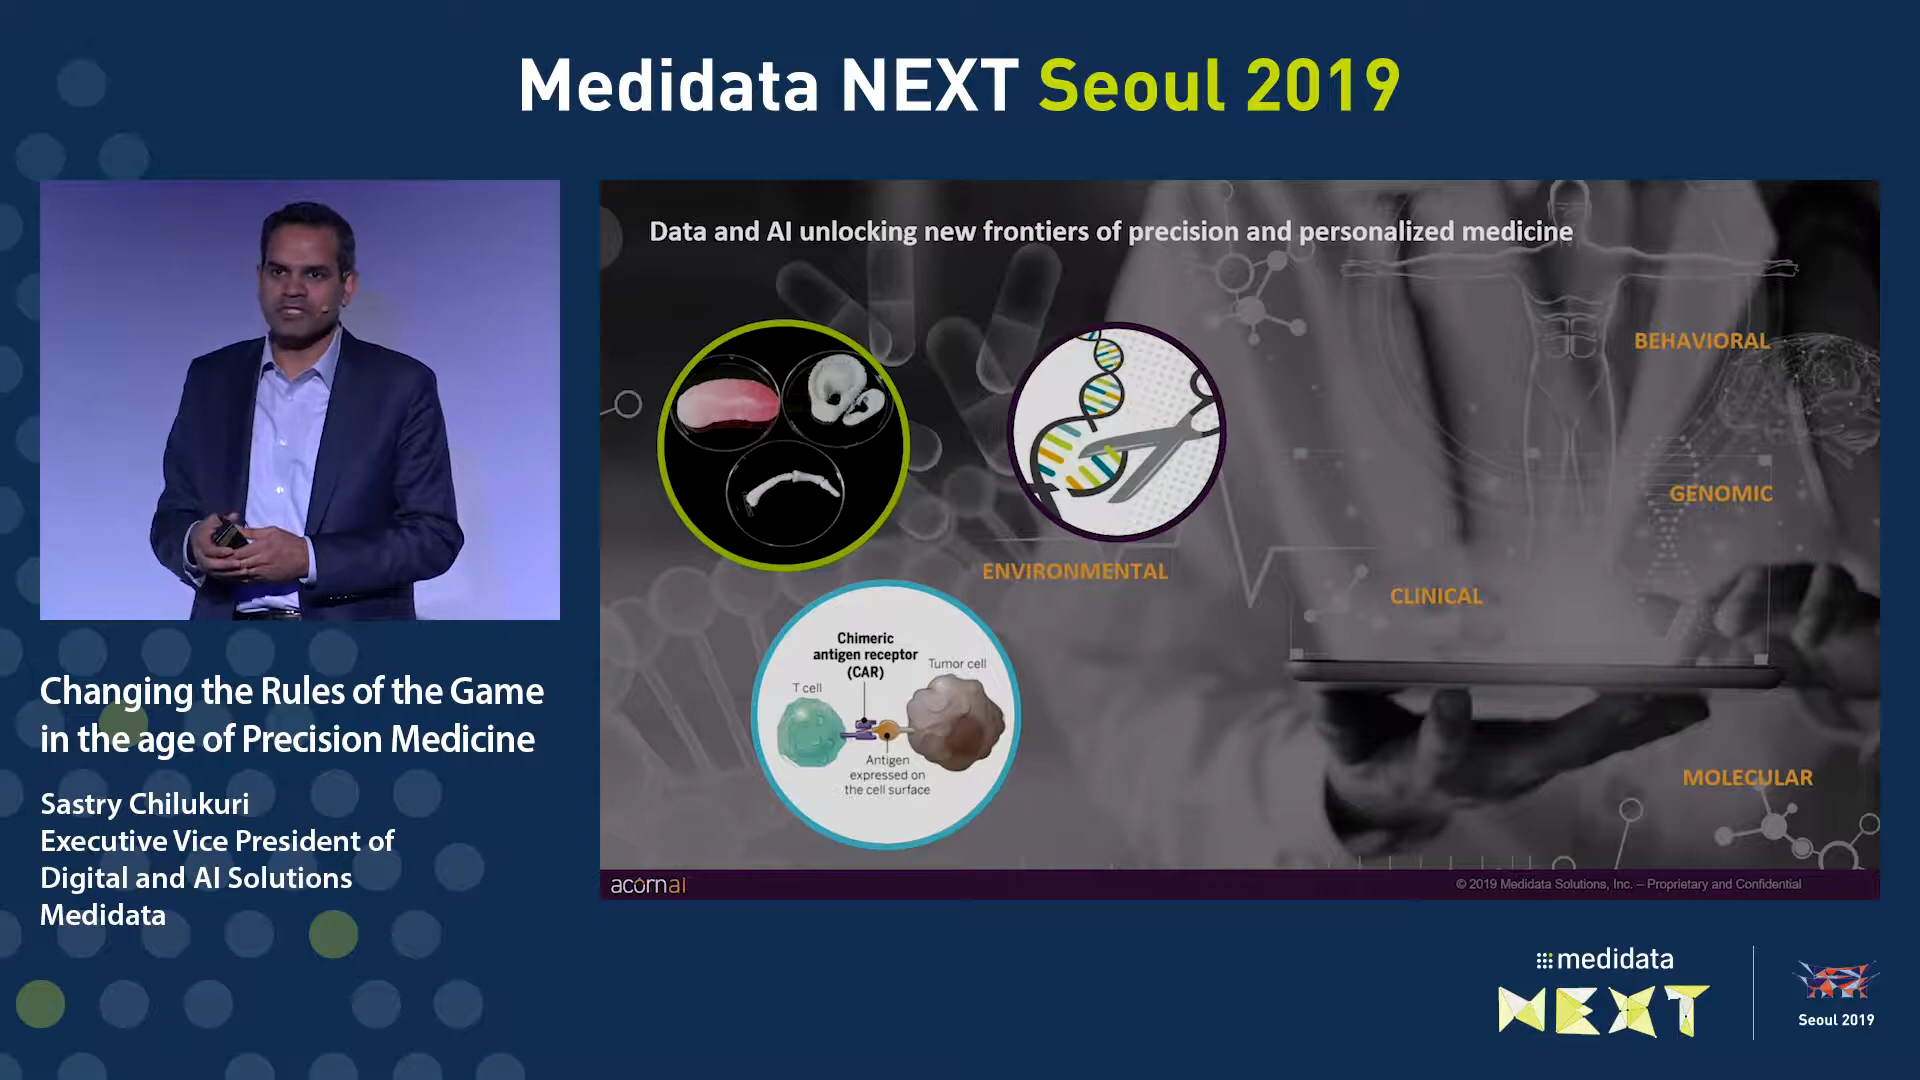 Medidata NEXT Seoul 2019
Data and AI unlocking new frontiers of precision and personalized medicine
BEHAVIORAL
GENOMIC
ENVIRONMENTAL
CLINICAL
Chimeric
antigen receptor
(CAR)
Tumor cell
T cell
Antigen
expressed on
the cell surface
MOLECULAR
acornai
© 2019 Medidata Solutions, Inc. – Proprietary and Confidential
Changing the Rules of the Game
in the age of Precision Medicine
Sastry Chilukuri
Executive Vice President of
Digital and AI Solutions
Medidata
medidata
NEXT
Seoul 2019